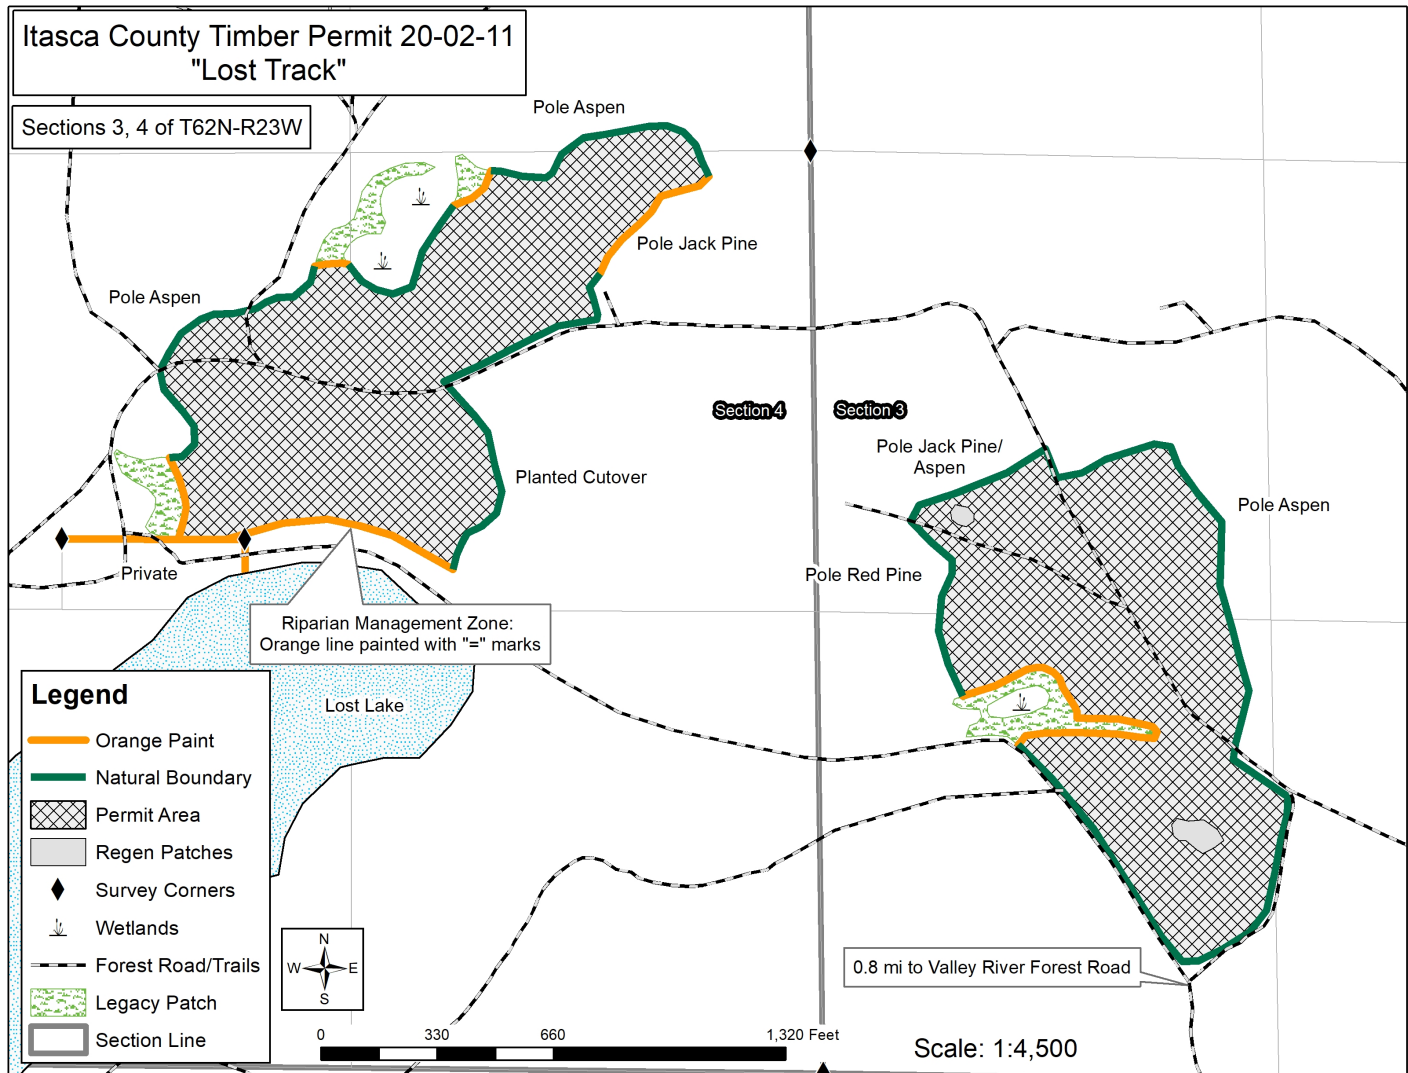 Itasca County Timber Permit 20-02-11
"Lost Track"
Sections 3, 4 of T62N-R23W
Pole Aspen
Pole Jack Pine
Pole Aspen
Section 4
Section 3
Pole Jack Pine/
Aspen
Planted Cutover
Pole Aspen
Private
Pole Red Pine
Riparian Management Zone:
Orange line painted with "=" marks
Lost Lake
Legend
Orange Paint
Natural Boundary
Permit Area
Regen Patches
Survey Corners
Wetlands
Forest Road/Trails
Legacy Patch
Section Line
N
W
E
S
0.8 mi to Valley River Forest Road
0 330 660 1,320 Feet
Scale: 1:4,500